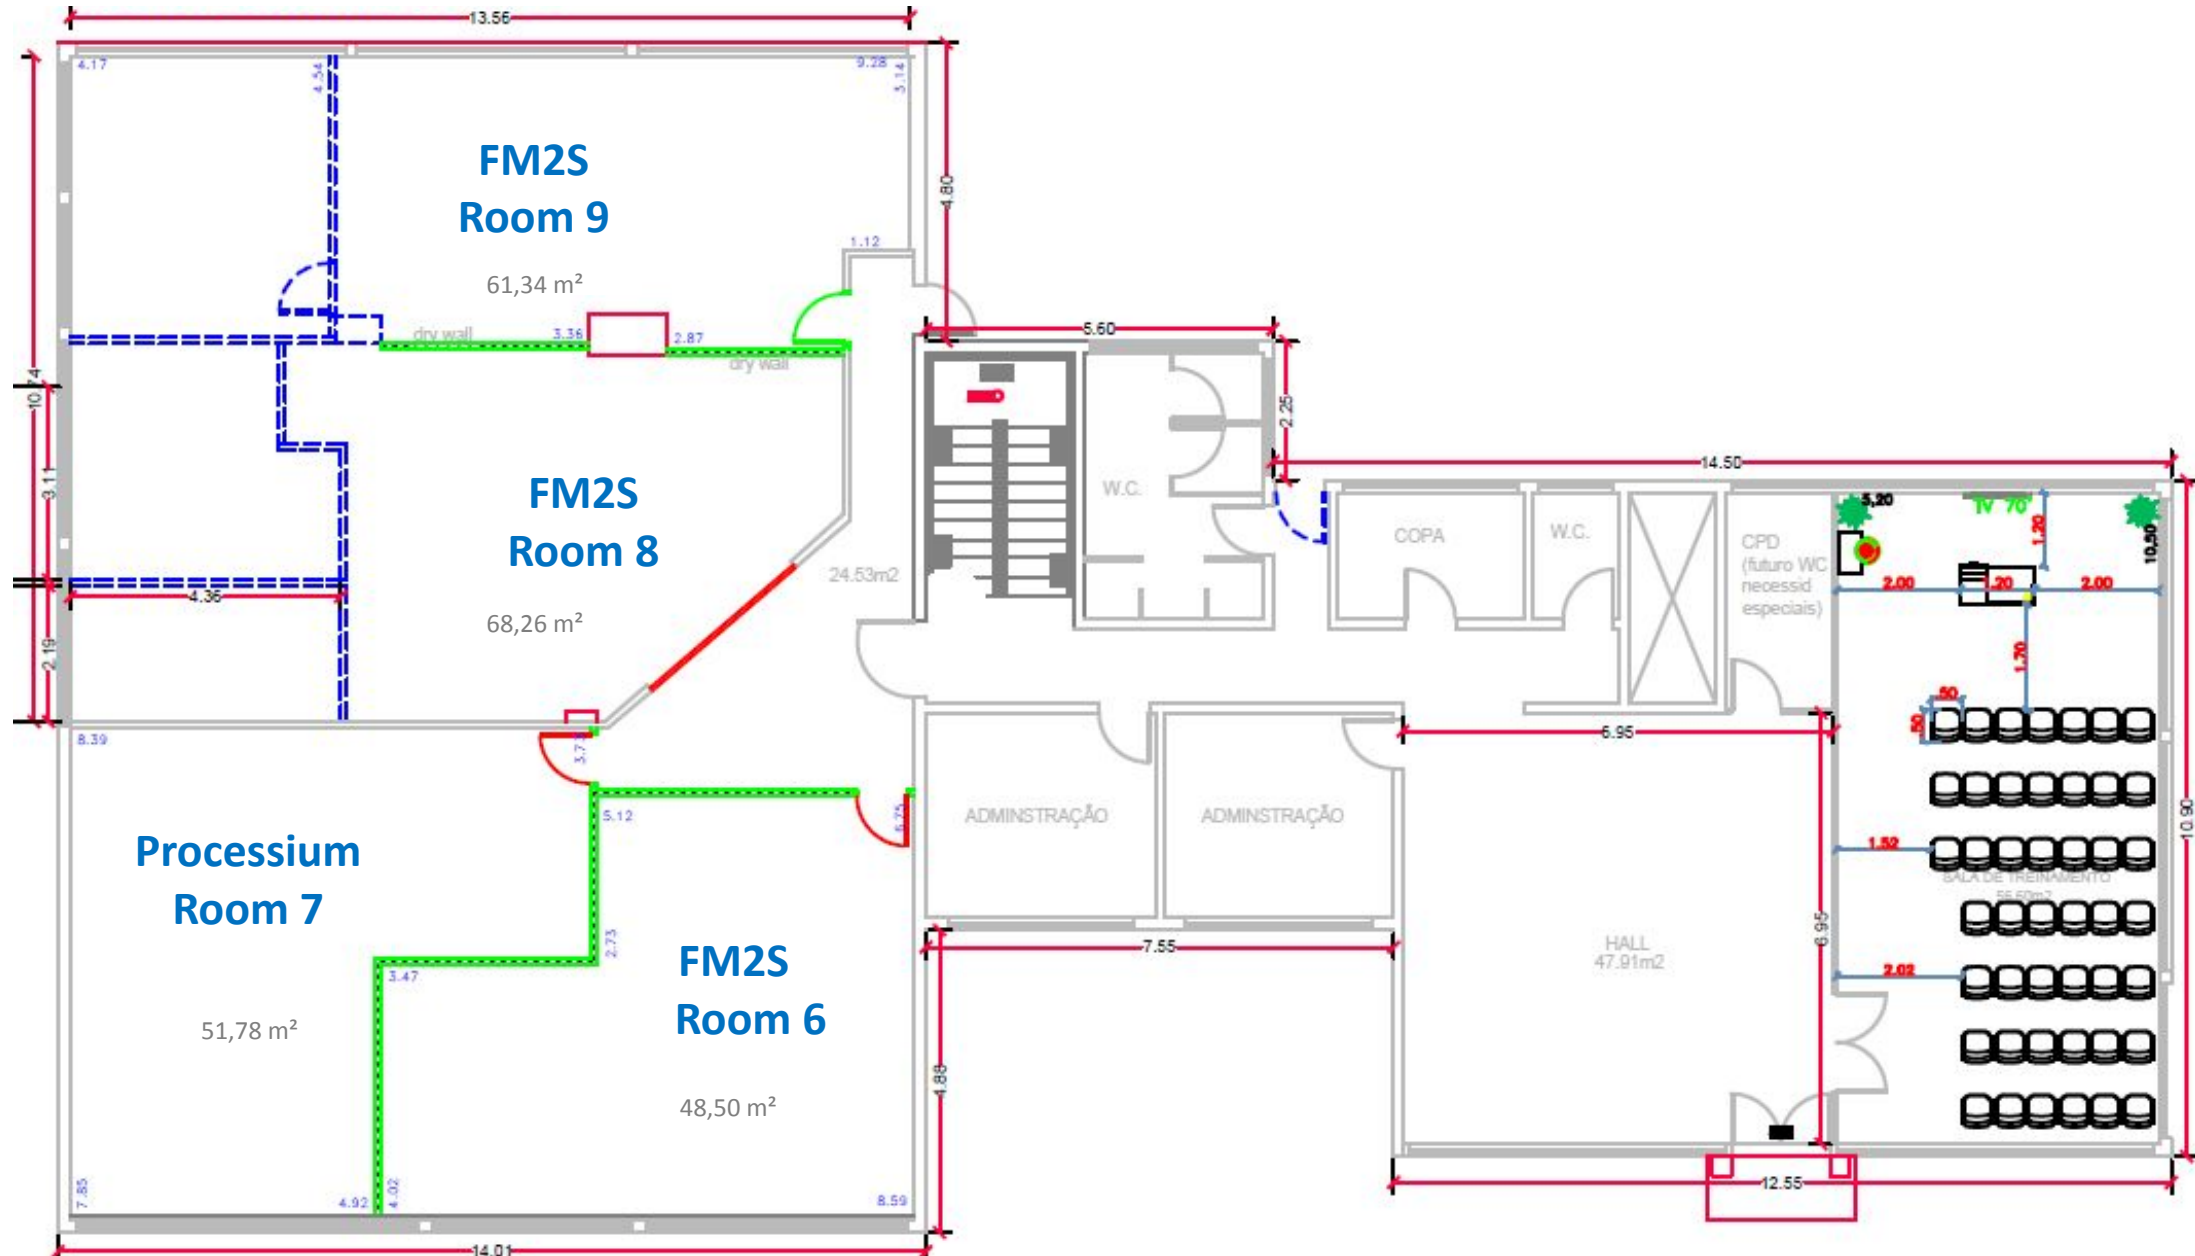 13.56
4.17
4.54
9.28
3.14
FM2S
Room 9
61,34 m²
4.80
1.12
dry wall
3.36
2.87
dry wall
5.60
10.74
3.11
2.19
4.36
FM2S
Room 8
68,26 m²
24.53m2
W.C.
2.25
14.50
COPA
W.C.
CPD
(futuro WC
necessid
especiais)
5,20
TV 70"
1.20
10,50
2.00
1.20
2.00
1.70
.50
.50
8.39
5.12
Processium
Room 7
51,78 m²
2.73
3.47
FM2S
Room 6
48,50 m²
ADMINSTRAÇÃO
ADMINSTRAÇÃO
6.95
6.95
10.90
1.52
SALA DE TREINAMENTO
2.02
HALL
47.91m2
7.55
4.88
7.85
4.92
4.02
8.59
12.55
14.01